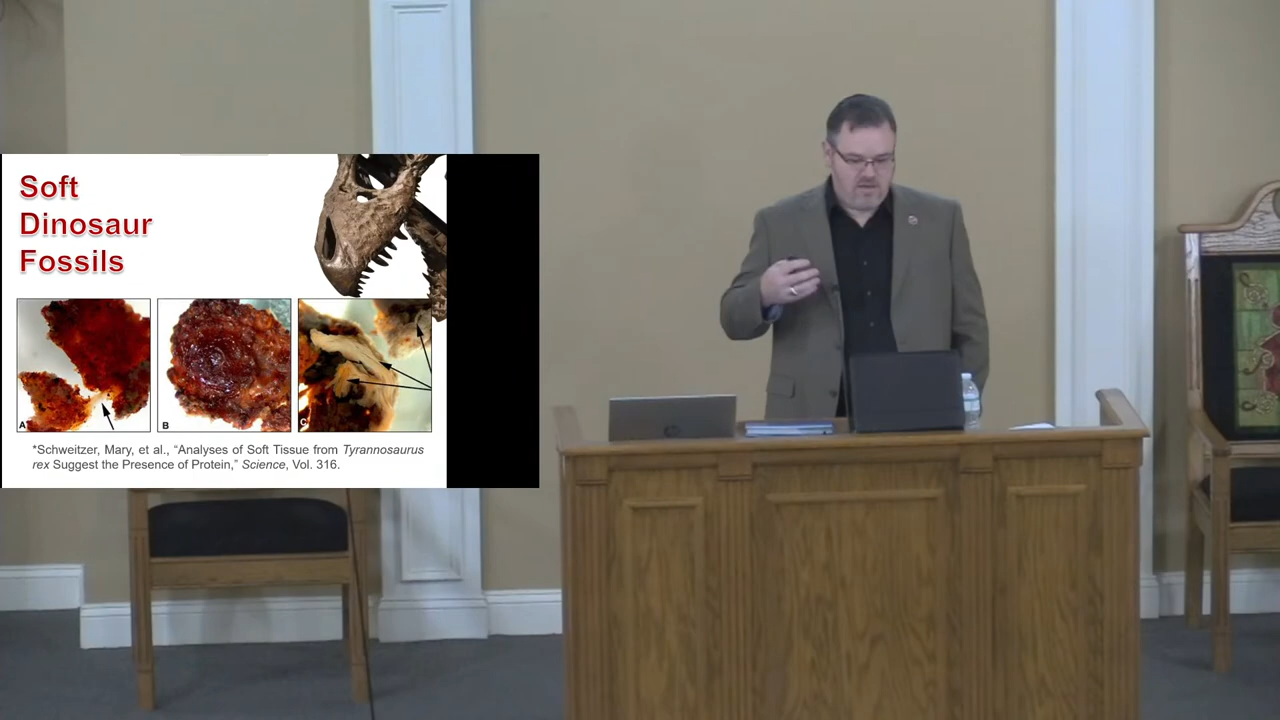 Soft
Dinosaur
Fossils
A
B
C
*Schweitzer, Mary, et al., “Analyses of Soft Tissue from Tyrannosaurus
rex Suggest the Presence of Protein,” Science, Vol. 316.